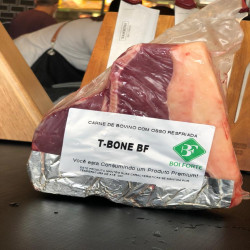 CARNE DE BOVINO COM OSSO RESFRIADA
T-BONE BF
BF
BOI FORTE
Você está Consumindo um Produto Premium!